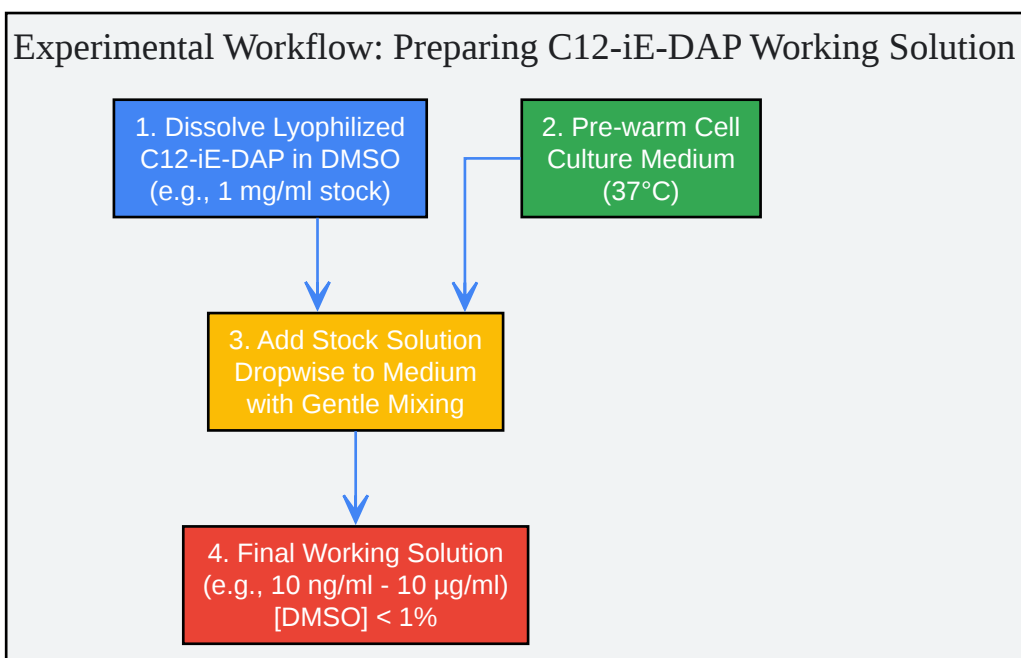 Experimental Workflow: Preparing C12-iE-DAP Working Solution
1. Dissolve Lyophilized
C12-iE-DAP in DMSO
(e.g., 1 mg/ml stock)
2. Pre-warm Cell
Culture Medium
(37°C)
3. Add Stock Solution
Dropwise to Medium
with Gentle Mixing
4. Final Working Solution
(e.g., 10 ng/ml - 10 µg/ml)
[DMSO] < 1%